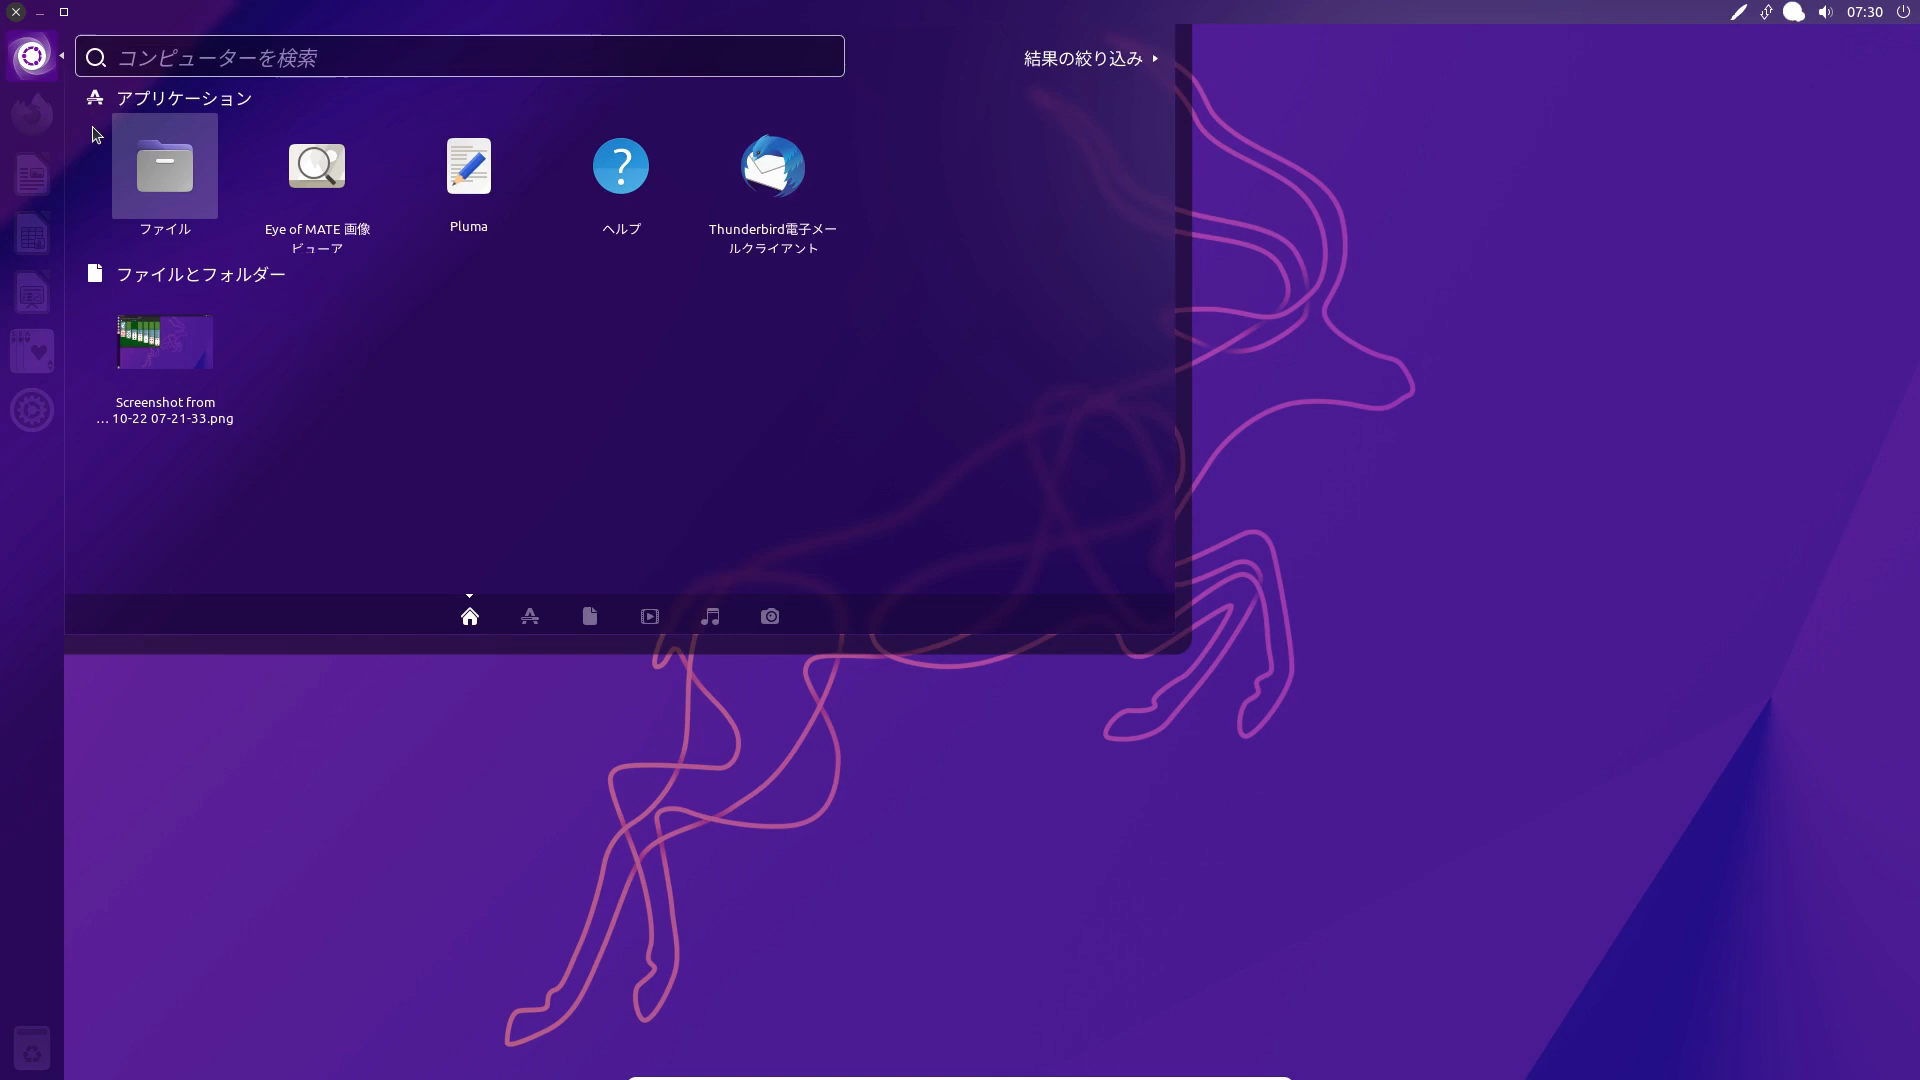 07:30
コンピューターを検索
結果の絞り込み
アプリケーション
ファイル
Eye of MATE 画像
ビューア
Pluma
ヘルプ
Thunderbird電子メー
ルクライアント
ファイルとフォルダー
Screenshot from
… 10-22 07-21-33.png